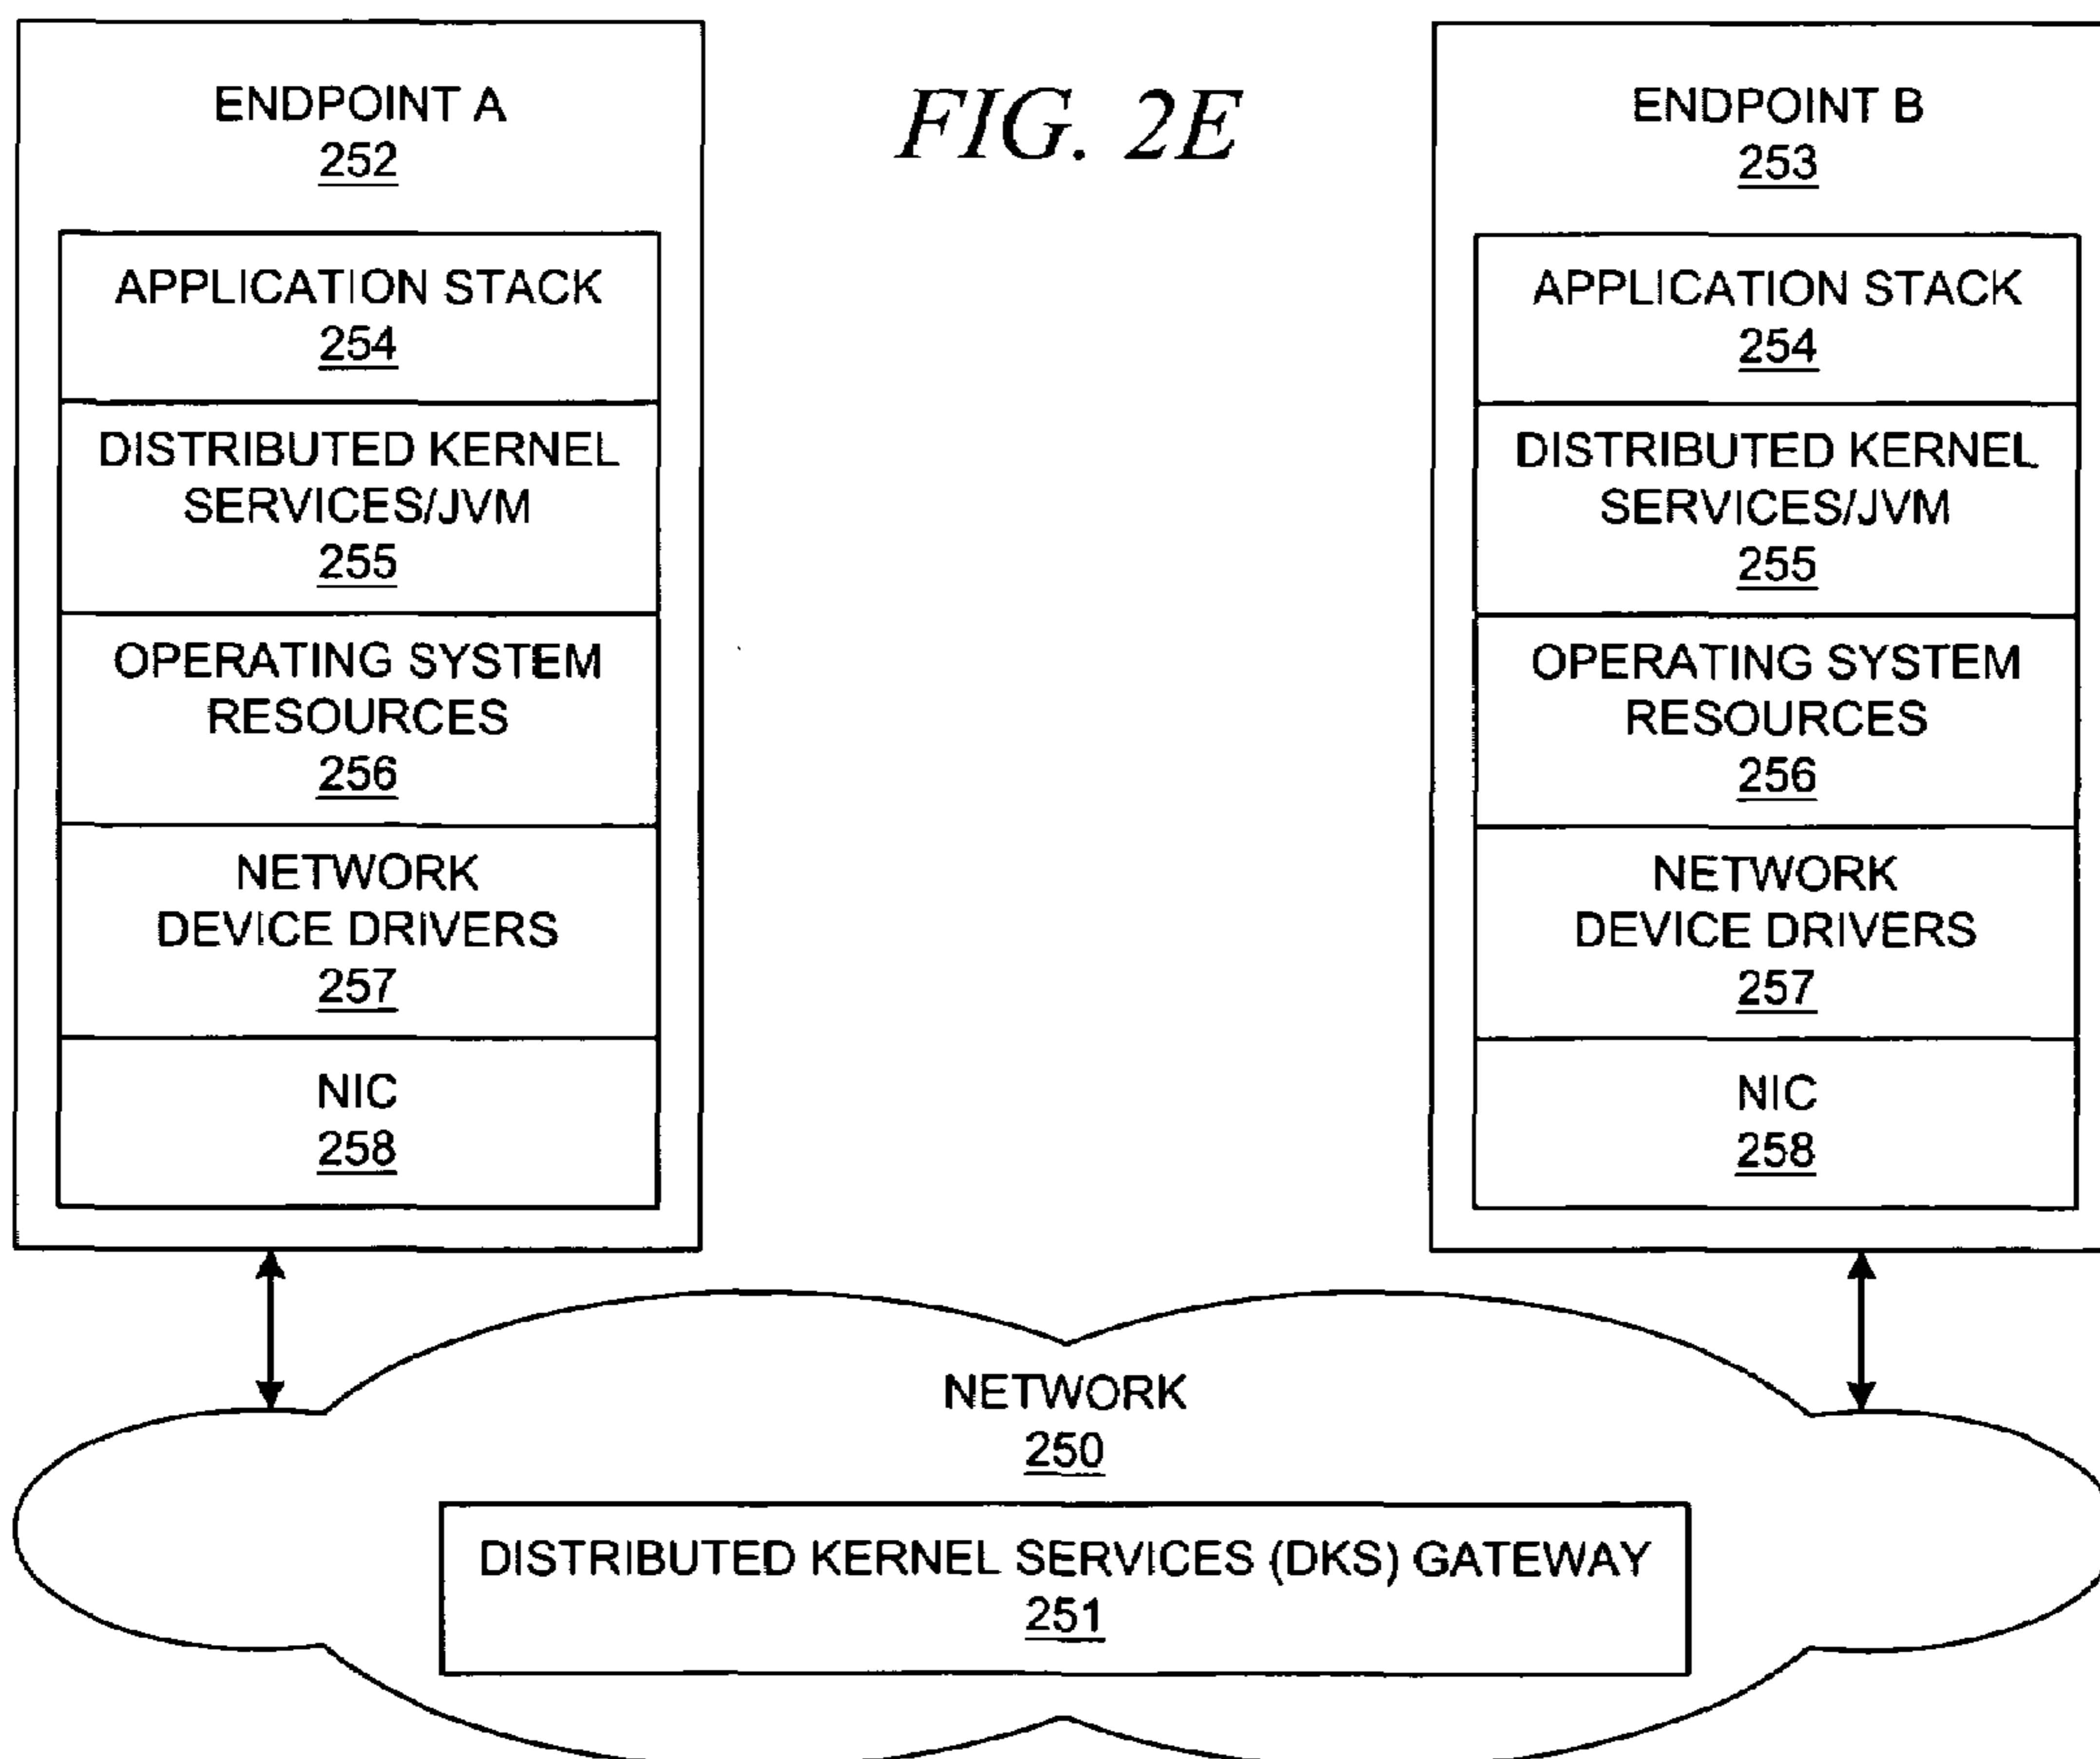 ENDPOINT A
252
APPLICATION STACK
254
DISTRIBUTED KERNEL
SERVICES/JVM
255
OPERATING SYSTEM
RESOURCES
256
NETWORK
DEVICE DRIVERS
257
NIC
258
FIG. 2E
ENDPOINT B
253
APPLICATION STACK
254
DISTRIBUTED KERNEL
SERVICES/JVM
255
OPERATING SYSTEM
RESOURCES
256
NETWORK
DEVICE DRIVERS
257
NIC
258
NETWORK
250
DISTRIBUTED KERNEL SERVICES (DKS) GATEWAY
251